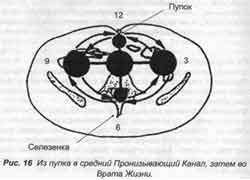 Пупок
12
9
3
6
Селезенка
Рис. 16 Из пупка в средний Пронизывающий Канал, затем во
Врата Жизни.